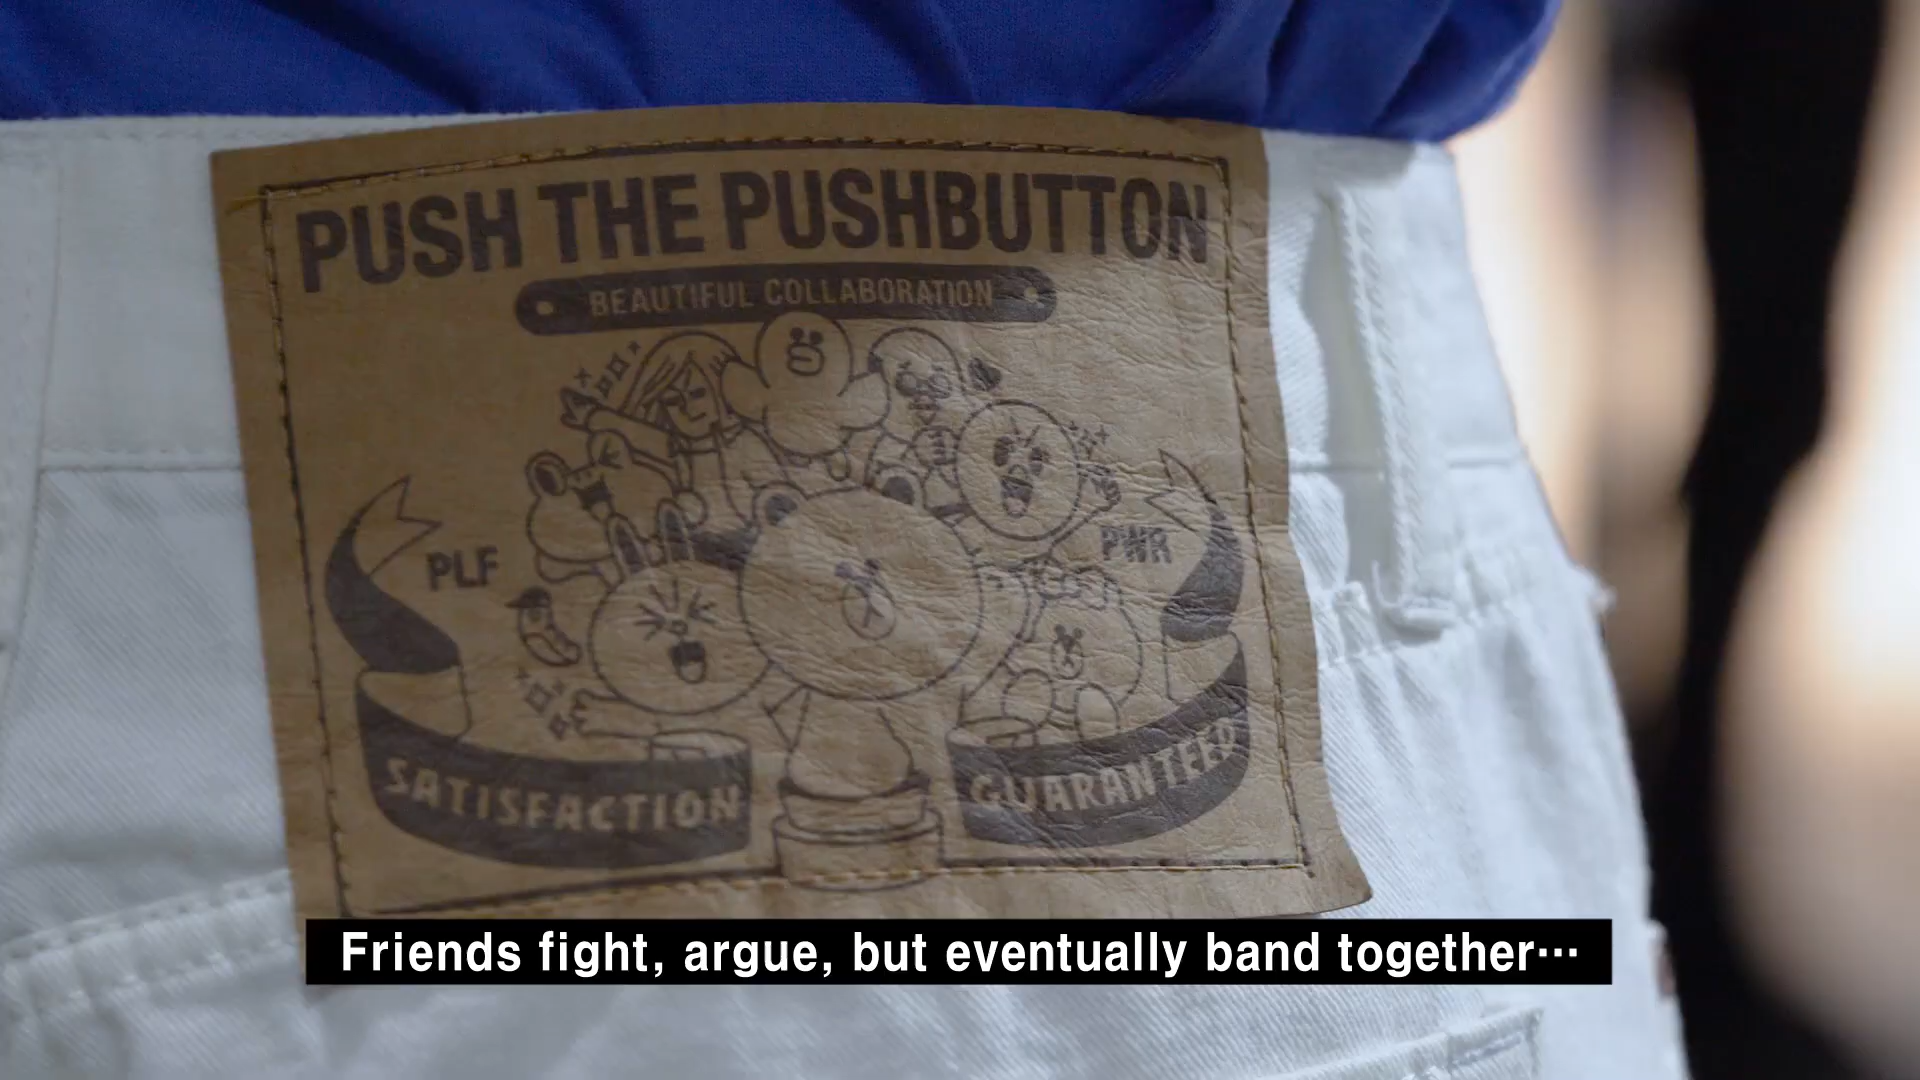 PUSH THE PUSHBUTTON
BEAUTIFUL COLLABORATION
PLF
PWR
SATISFACTION
GUARANTEED
Friends fight, argue, but eventually band together…